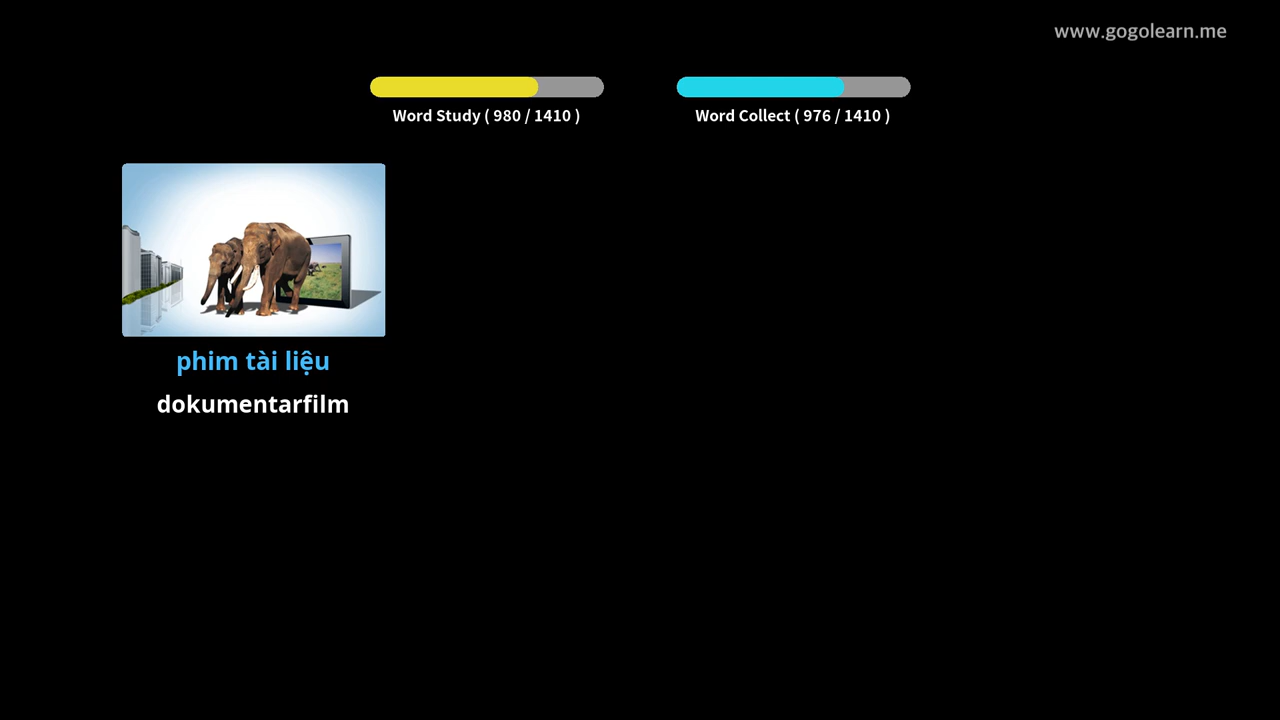 www.gogolearn.me
Word Study ( 980 / 1410 )
Word Collect ( 976 / 1410 )
phim tài liệu
dokumentarfilm